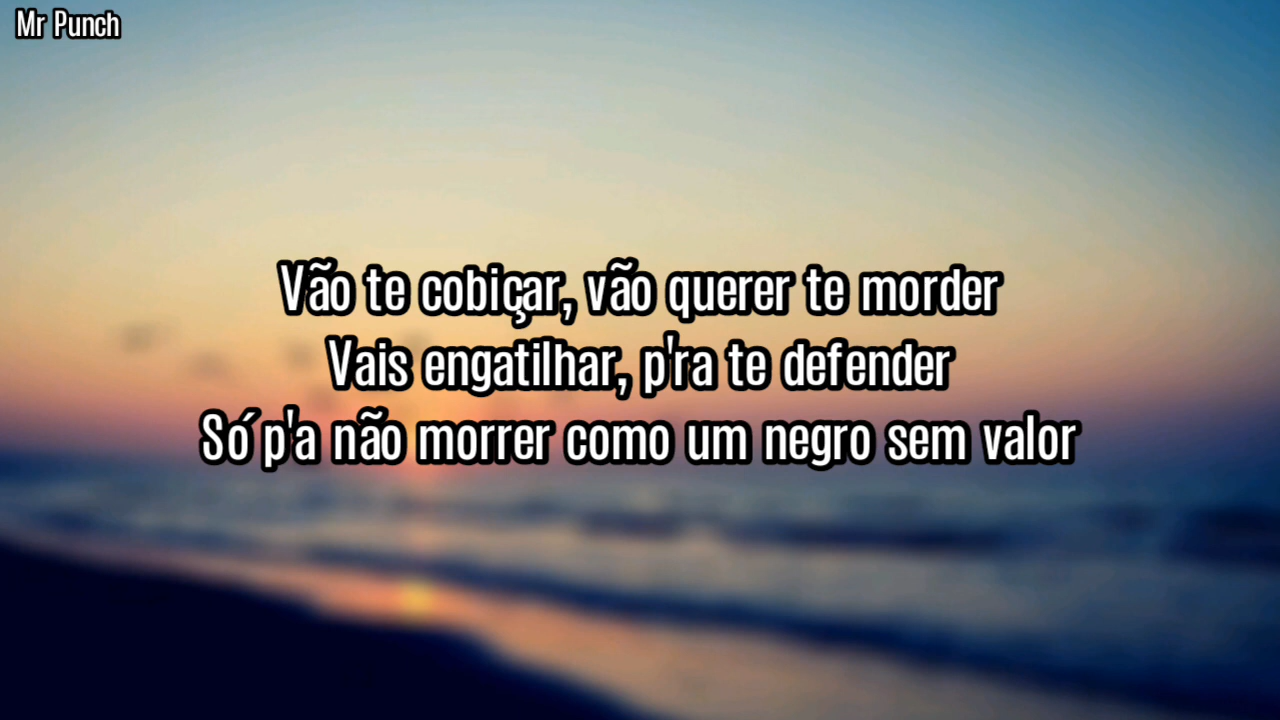 Mr Punch
Vão te cobiçar, vão querer te morder
Vais engatilhar, p'ra te defender
Só p'a não morrer como um negro sem valor